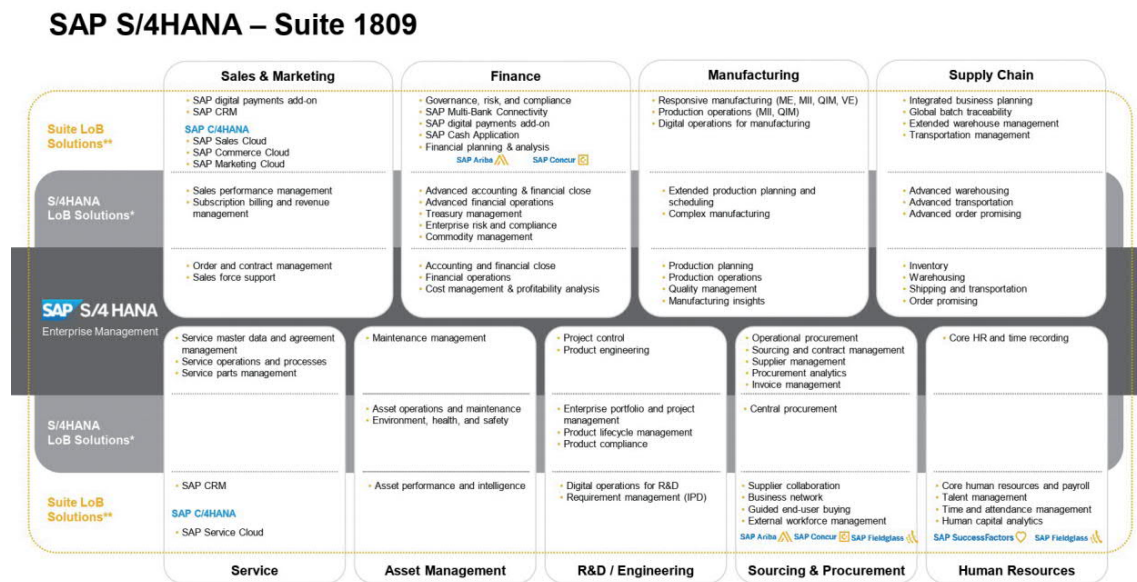 SAP S/4HANA – Suite 1809
Sales & Marketing
Finance
Manufacturing
Supply Chain
Suite LoB
Solutions**
• SAP digital payments add-on
• SAP CRM
SAP C/4HANA
• SAP Sales Cloud
• SAP Commerce Cloud
• SAP Marketing Cloud
• Governance, risk, and compliance
• SAP Multi-Bank Connectivity
• SAP digital payments add-on
• SAP Cash Application
• Financial planning & analysis
SAP Ariba
SAP Concur C
• Responsive manufacturing (ME, MII, QIM, VE)
• Production operations (MII, QIM)
• Digital operations for manufacturing
• Integrated business planning
• Global batch traceability
• Extended warehouse management
• Transportation management
S/4HANA
LoB Solutions*
• Sales performance management
• Subscription billing and revenue
management
• Advanced accounting & financial close
• Advanced financial operations
• Treasury management
• Enterprise risk and compliance
• Commodity management
• Extended production planning and
scheduling
• Complex manufacturing
• Advanced warehousing
• Advanced transportation
• Advanced order promising
SAP S/4HANA
Enterprise Management
• Order and contract management
• Sales force support
• Accounting and financial close
• Financial operations
• Cost management & profitability analysis
• Production planning
• Production operations
• Quality management
• Manufacturing insights
• Inventory
• Warehousing
• Shipping and transportation
• Order promising
• Service master data and agreement
management
• Service operations and processes
• Service parts management
• Maintenance management
• Project control
• Product engineering
• Operational procurement
• Sourcing and contract management
• Supplier management
• Procurement analytics
• Invoice management
• Core HR and time recording
S/4HANA
LoB Solutions*
• Asset operations and maintenance
• Environment, health, and safety
• Enterprise portfolio and project
management
• Product lifecycle management
• Product compliance
• Central procurement
Suite LoB
Solutions**
• SAP CRM
SAP C/4HANA
• SAP Service Cloud
• Asset performance and intelligence
• Digital operations for R&D
• Requirement management (IPD)
• Supplier collaboration
• Business network
• Guided end-user buying
• External workforce management
SAP Ariba
SAP Concur C
SAP Fieldglass
• Core human resources and payroll
• Talent management
• Time and attendance management
• Human capital analytics
SAP SuccessFactors
SAP Fieldglass
Service
Asset Management
R&D / Engineering
Sourcing & Procurement
Human Resources